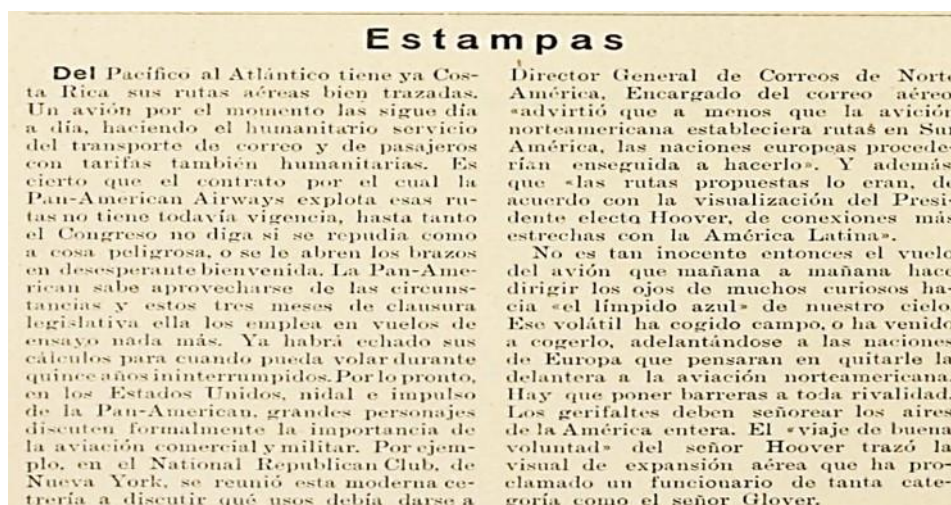 Estampas
Del Pacífico al Atlántico tiene ya Cos-
ta Rica sus rutas aéreas bien trazadas.
Un avión por el momento las sigue día
a día, haciendo el humanitario servicio
del transporte de correo y de pasajeros
con tarifas también humanitarias. Es
cierto que el contrato por el cual la
Pan-American Airways explota esas ru-
tas no tiene todavía vigencia, hasta tanto
el Congreso no diga si se repudia como
a cosa peligrosa, o se le abren los brazos
en desesperante bienvenida. La Pan-Ame-
rican sabe aprovecharse de las circuns-
tancias y estos tres meses de clausura
legislativa ella los emplea en vuelos de
ensayo nada más. Ya habrá echado sus
cálculos para cuando pueda volar durante
quince años ininterrumpidos. Por lo pronto,
en los Estados Unidos, nidal e impulso
de la Pan-American, grandes personajes
discuten formalmente la importancia de
la aviación comercial y militar. Por ejem-
plo, en el National Republican Club, de
Nueva York, se reunió esta moderna ce-
trería a discutir qué usos debía darse a
Director General de Correos de Norte
América, Encargado del correo aéreo
«advirtió que a menos que la avición
norteamericana estableciera rutas en Sur
América, las naciones europeas procede-
rían enseguida a hacerlo». Y además
que «las rutas propuestas lo eran, de
acuerdo con la visualización del Presi-
dente electo Hoover, de conexiones más
estrechas con la América Latina».
No es tan inocente entonces el vuelo
del avión que mañana a mañana hace
dirigir los ojos de muchos curiosos ha-
cia «el límpido azul» de nuestro cielo.
Ese volátil ha cogido campo, o ha venido
a cogerlo, adelantándose a las naciones
de Europa que pensaran en quitarle la
delantera a la aviación norteamericana.
Hay que poner barreras a toda rivalidad.
Los gerifaltes deben señorear los aires
de la América entera. El «viaje de buena
voluntad» del señor Hoover trazó la
visual de expansión aérea que ha pro-
clamado un funcionario de tanta cate-
goría como el señor Glover.